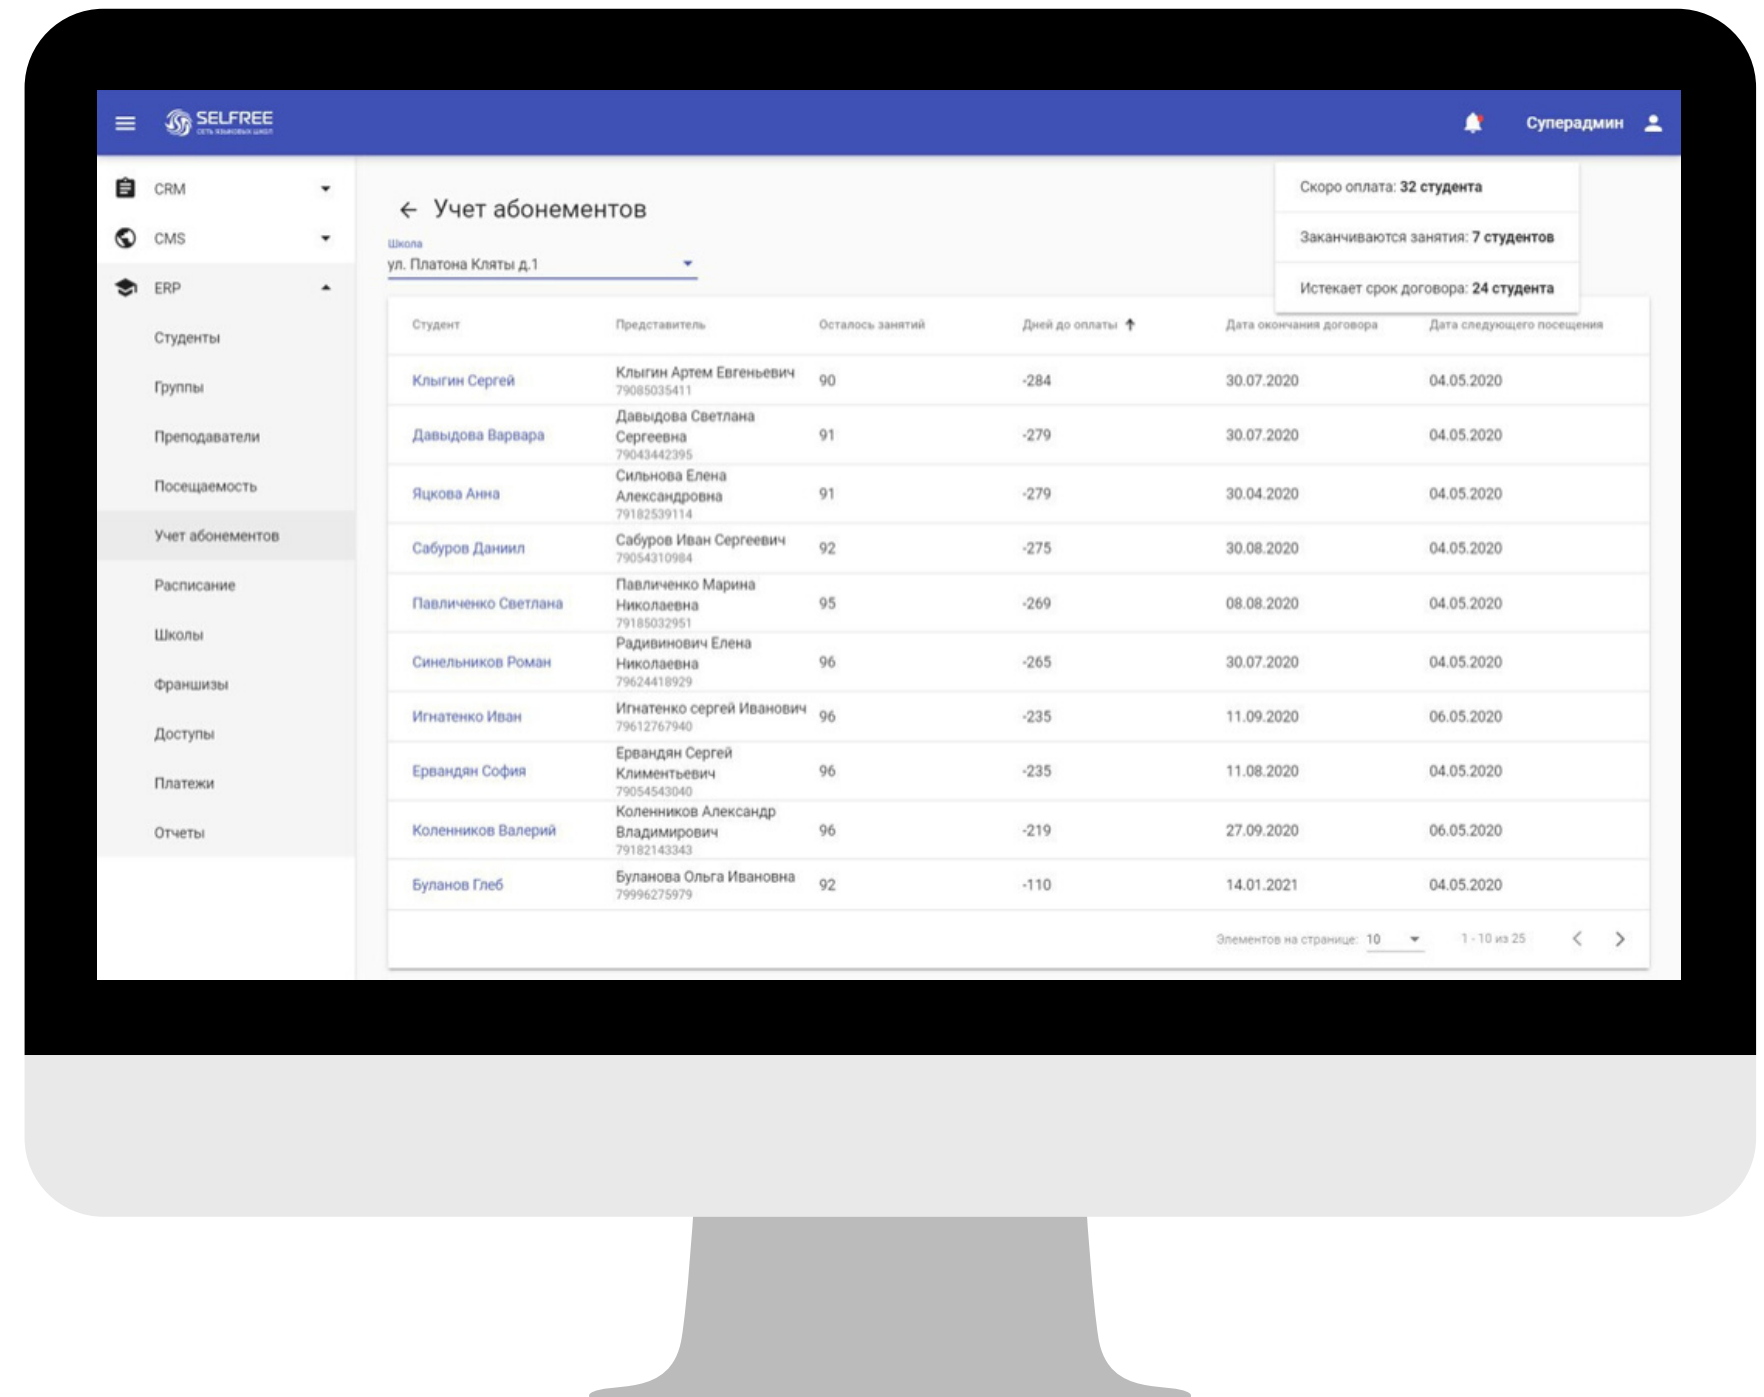 SELFREE
СЕТЬ ЯЗЫКОВЫХ ШКОЛ
Суперадмин
CRM
CMS
ERP
Студенты
Группы
Преподаватели
Посещаемость
Учет абонементов
Расписание
Школы
Франшизы
Доступы
Платежи
Отчеты
Скоро оплата: 32 студента
Заканчиваются занятия: 7 студентов
Истекает срок договора: 24 студента
Учет абонементов
Школа
ул. Платона Кляты д.1
Студент Представитель Осталось занятий Дней до оплаты Дата окончания договора Дата следующего посещения
Клыгин Сергей Клыгин Артем Евгеньевич 90 -284 30.07.2020 04.05.2020
79085035411
Давыдова Светлана
Давыдова Варвара Сергеевна 91 -279 30.07.2020 04.05.2020
79043442395
Сильнова Елена
Яцкова Анна Александровна 91 -279 30.04.2020 04.05.2020
79182539114
Сабуров Даниил Сабуров Иван Сергеевич 92 -275 30.08.2020 04.05.2020
79054310984
Павличенко Марина
Павличенко Светлана Николаевна 95 -269 08.08.2020 04.05.2020
79185032951
Радивинович Елена
Синельников Роман Николаевна 96 -265 30.07.2020 04.05.2020
79624418929
Игнатенко Иван Игнатенко сергей Иванович 96 -235 11.09.2020 06.05.2020
79612767940
Ервандян Сергей
Ервандян София Климентьевич 96 -235 11.08.2020 04.05.2020
79054543040
Коленников Александр
Коленников Валерий Владимирович 96 -219 27.09.2020 06.05.2020
79182143343
Буланов Глеб Буланова Ольга Ивановна 92 -110 14.01.2021 04.05.2020
79996275979
Элементов на странице: 10 1 - 10 из 25